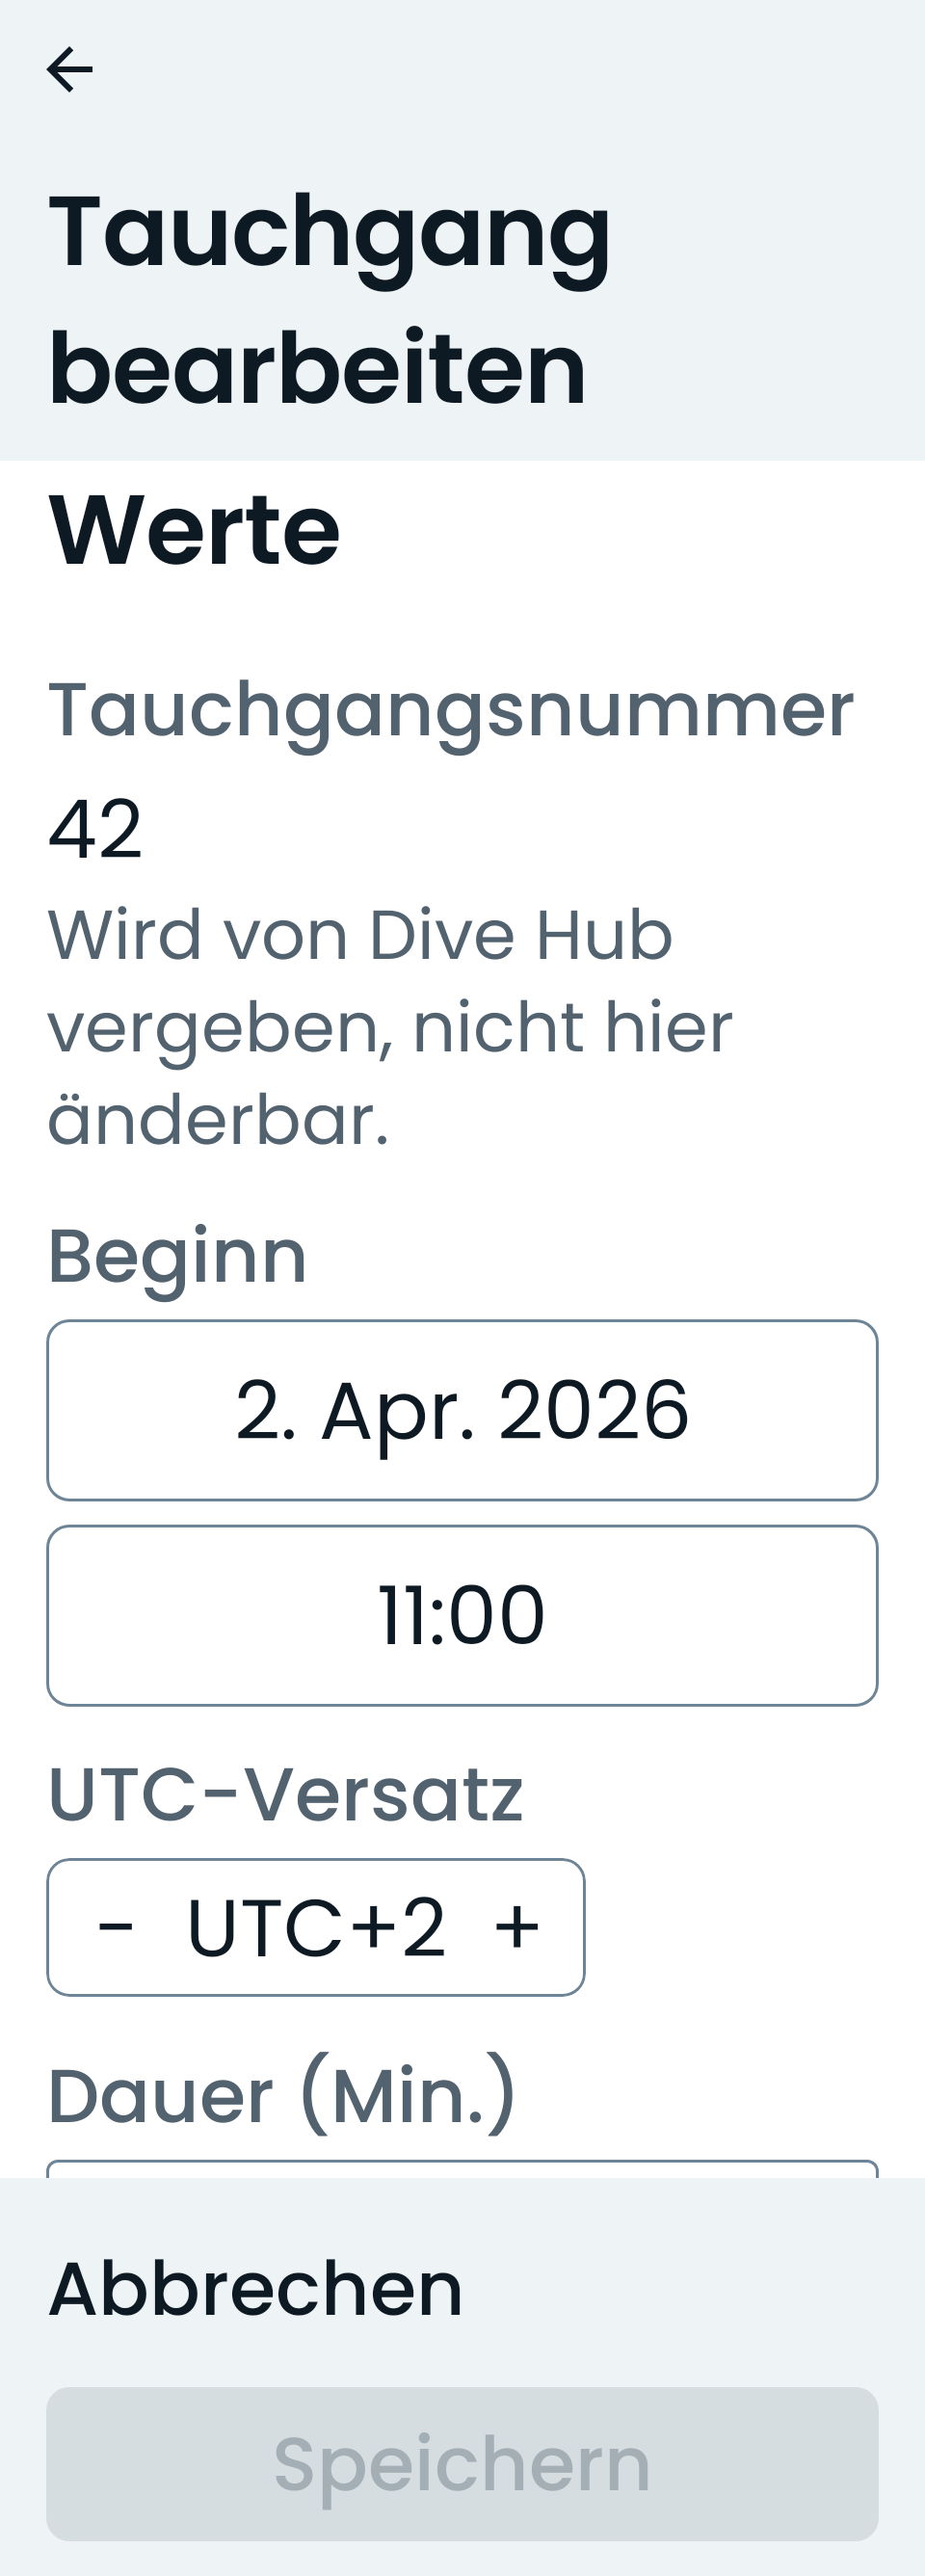 Tauchgang
bearbeiten
Werte
Tauchgangsnummer
42
Wird von Dive Hub
vergeben, nicht hier
änderbar.
Beginn
2. Apr. 2026
11:00
UTC-Versatz
- UTC+2 +
Dauer (Min.)
Abbrechen
Speichern